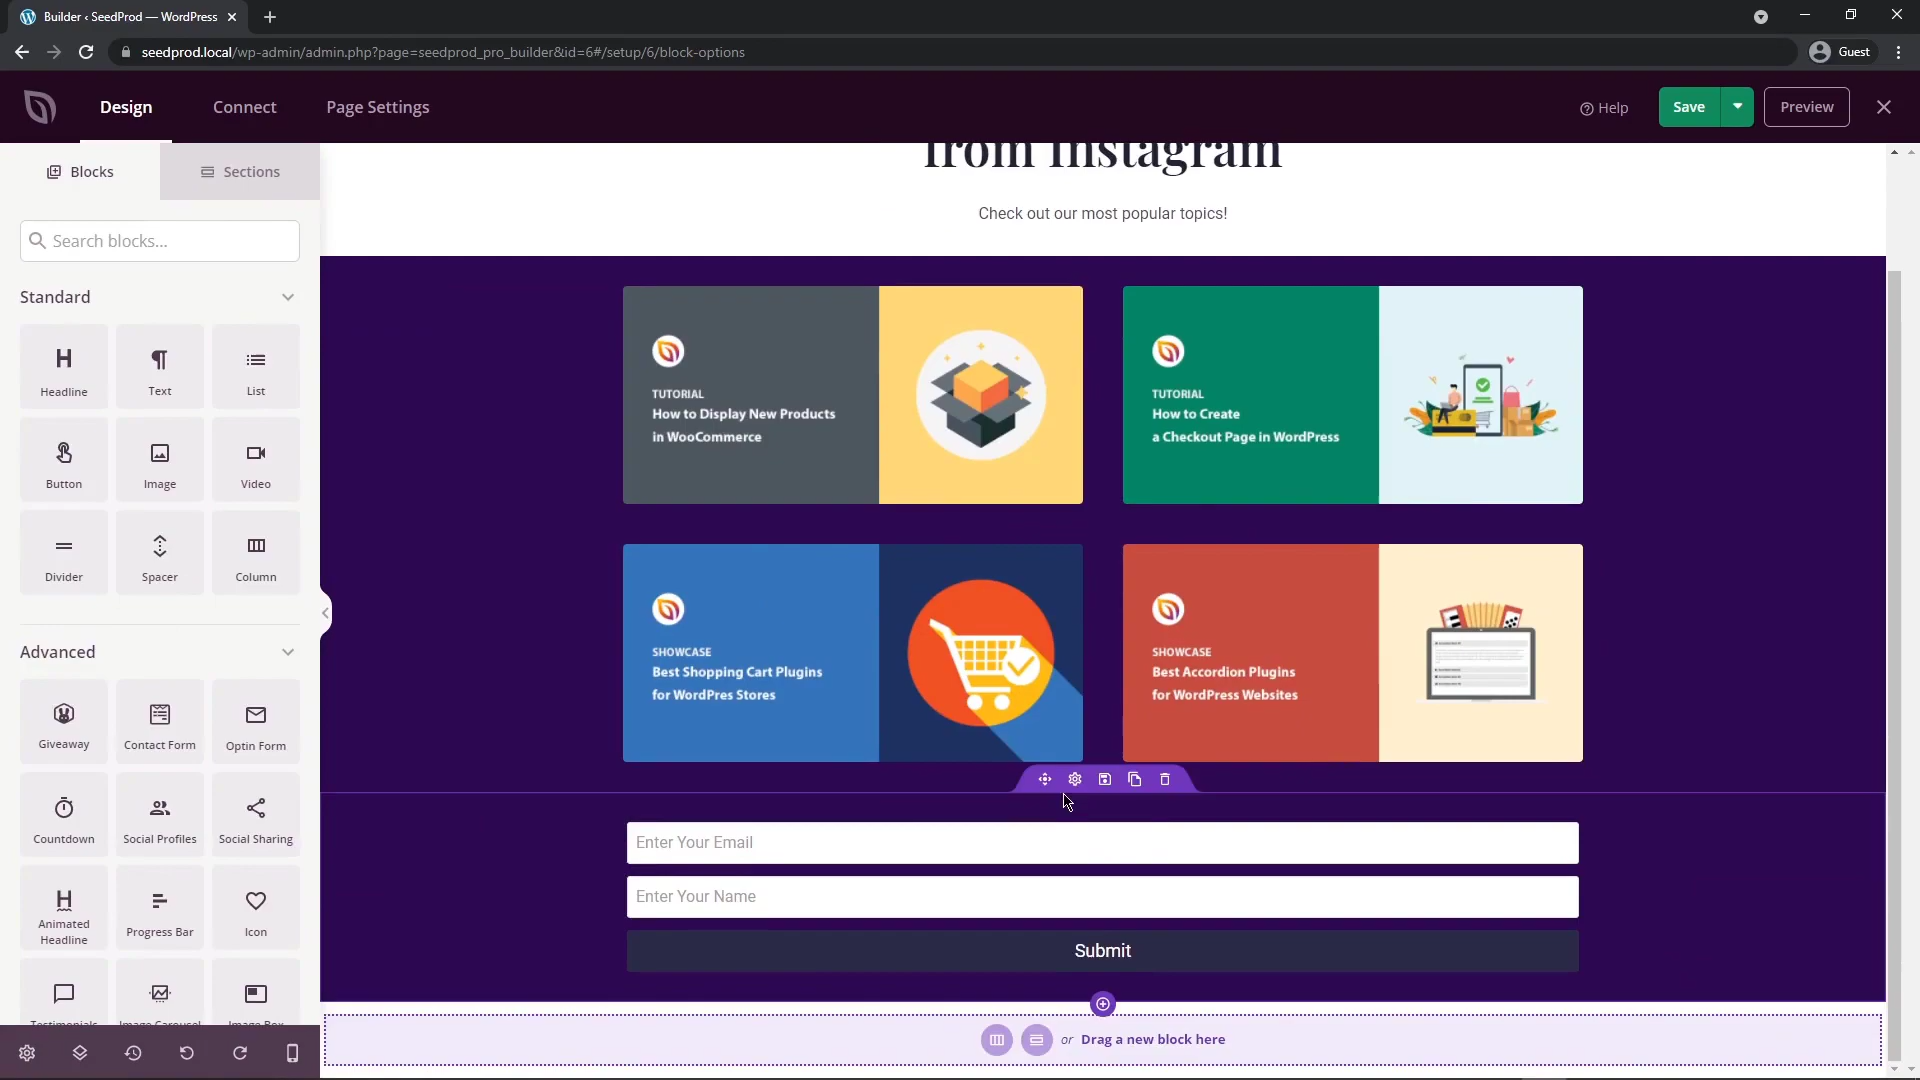 Builder ‹ SeedProd — WordPress
seedprod.local/wp-admin/admin.php?page=seedprod_pro_builder&id=6#/setup/6/block-options
Guest
Design
Connect
Page Settings
Help
Save
Preview
Blocks
Sections
Search blocks...
Standard
Headline
Text
List
Button
Image
Video
Divider
Spacer
Column
Advanced
Giveaway
Contact Form
Optin Form
Countdown
Social Profiles
Social Sharing
Animated
Headline
Progress Bar
Icon
Testimonials
Image Carousel
Image Box
from Instagram
Check out our most popular topics!
TUTORIAL
How to Display New Products
in WooCommerce
TUTORIAL
How to Create
a Checkout Page in WordPress
SHOWCASE
Best Shopping Cart Plugins
for WordPres Stores
SHOWCASE
Best Accordion Plugins
for WordPress Websites
Enter Your Email
Enter Your Name
Submit
or Drag a new block here